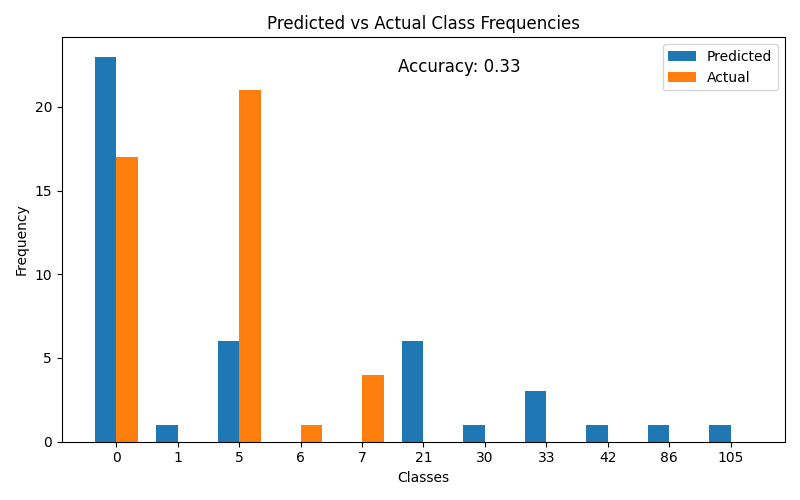 Predicted vs Actual Class Frequencies
Accuracy: 0.33
Predicted
Actual
Frequency
20
15
10
5
0
0 1 5 6 7 21 30 33 42 86 105
Classes